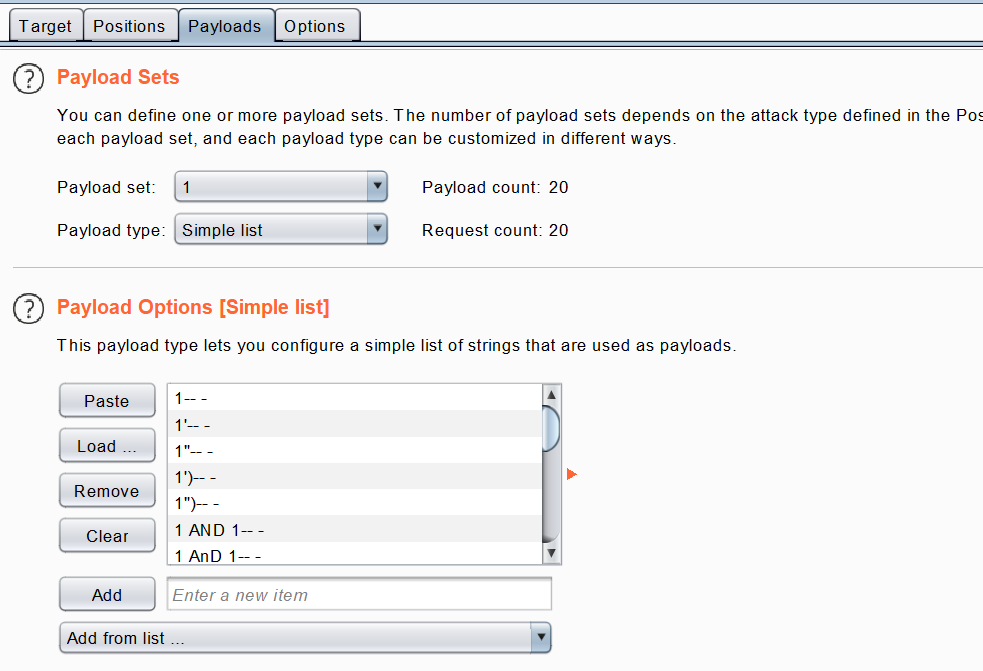 Target Positions Payloads Options
? Payload Sets
You can define one or more payload sets. The number of payload sets depends on the attack type defined in the Pos
each payload set, and each payload type can be customized in different ways.
Payload set: 1 Payload count: 20
Payload type: Simple list Request count: 20
? Payload Options [Simple list]
This payload type lets you configure a simple list of strings that are used as payloads.
Paste
Load ...
Remove
Clear
1-- -
1'-- -
1"-- -
1')-- -
1")-- -
1 AND 1-- -
1 AnD 1-- -
Add Enter a new item
Add from list ...